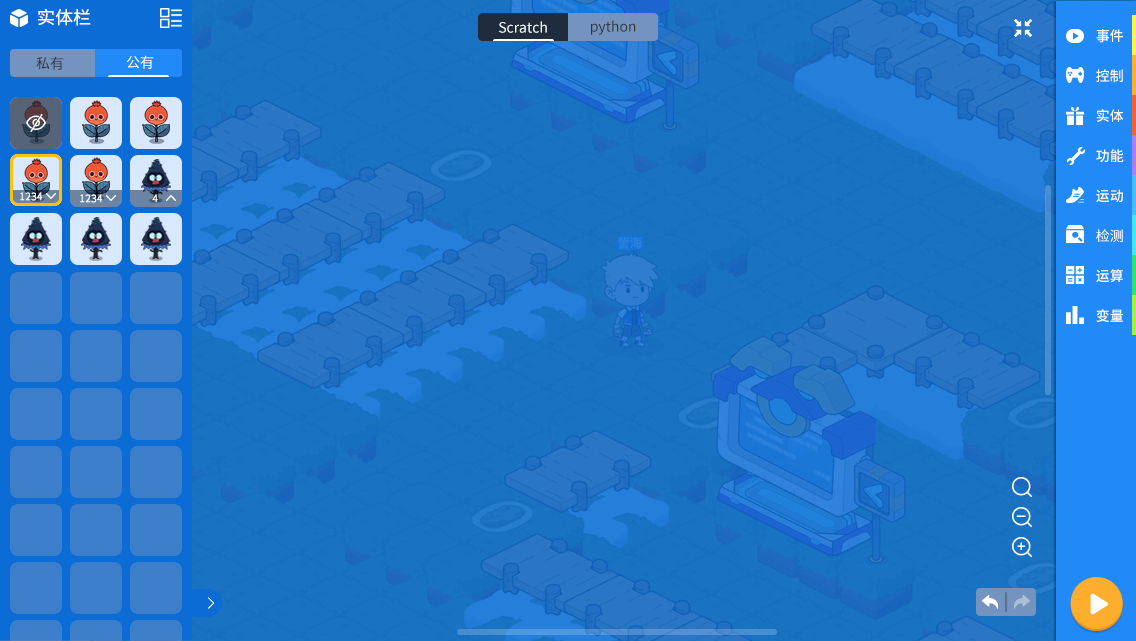 实体栏
私有
公有
1234
1234
4
Scratch
python
事件
控制
实体
功能
运动
检测
运算
变量